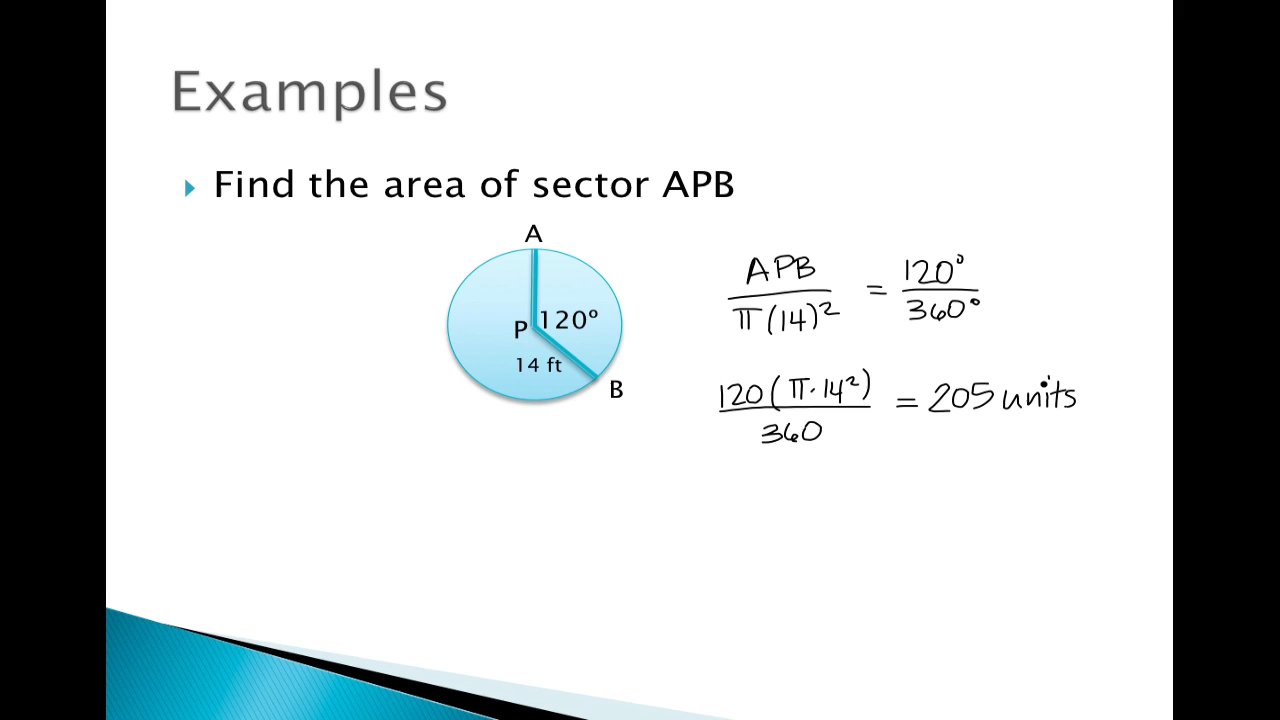 Examples
Find the area of sector APB
A
P
120º
14 ft
B
APB / π(14)² = 120° / 360°
120(π·14²) / 360 = 205 units